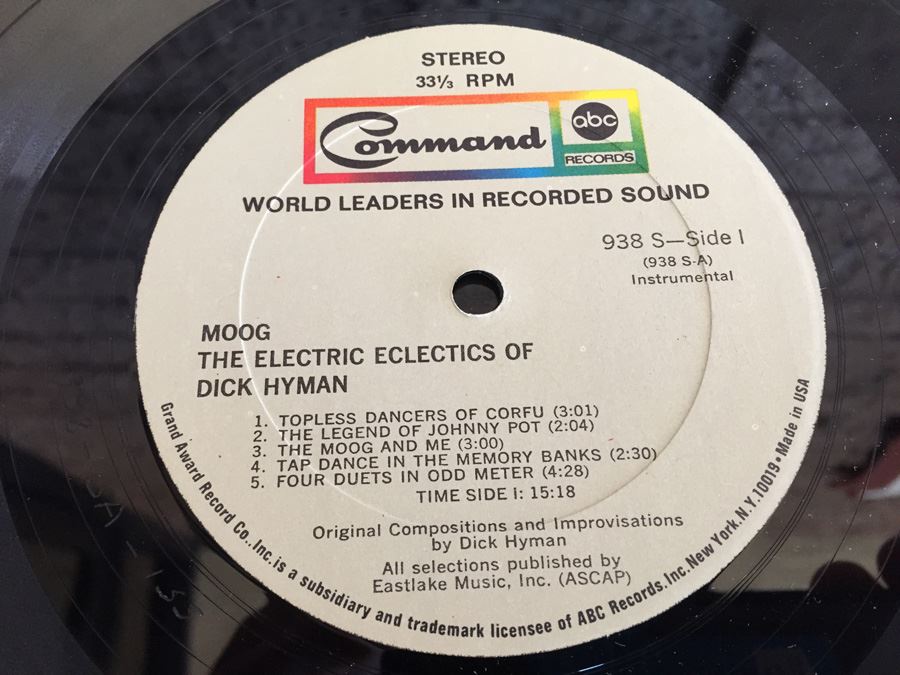 STEREO
33⅓ RPM
Command
abc
RECORDS
WORLD LEADERS IN RECORDED SOUND
938 S—Side I
(938 S-A)
Instrumental
MOOG
THE ELECTRIC ECLECTICS OF
DICK HYMAN
1. TOPLESS DANCERS OF CORFU (3:01)
2. THE LEGEND OF JOHNNY POT (2:04)
3. THE MOOG AND ME (3:00)
4. TAP DANCE IN THE MEMORY BANKS (2:30)
5. FOUR DUETS IN ODD METER (4:28)
TIME SIDE I: 15:18
Original Compositions and Improvisations
by Dick Hyman
All selections published by
Eastlake Music, Inc. (ASCAP)
Grand Award Record Co., Inc. is a subsidiary and trademark licensee of ABC Records, Inc. New York. N.Y. 10019 • Made in USA